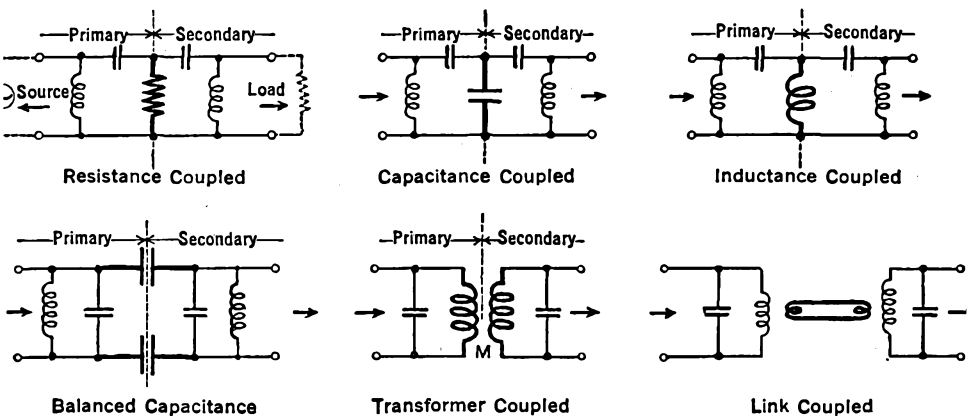 Primary Secondary
Source
Load
Resistance Coupled
Primary Secondary
Capacitance Coupled
Primary Secondary
Inductance Coupled
Primary Secondary
Balanced Capacitance
Primary Secondary
M
Transformer Coupled
Link Coupled